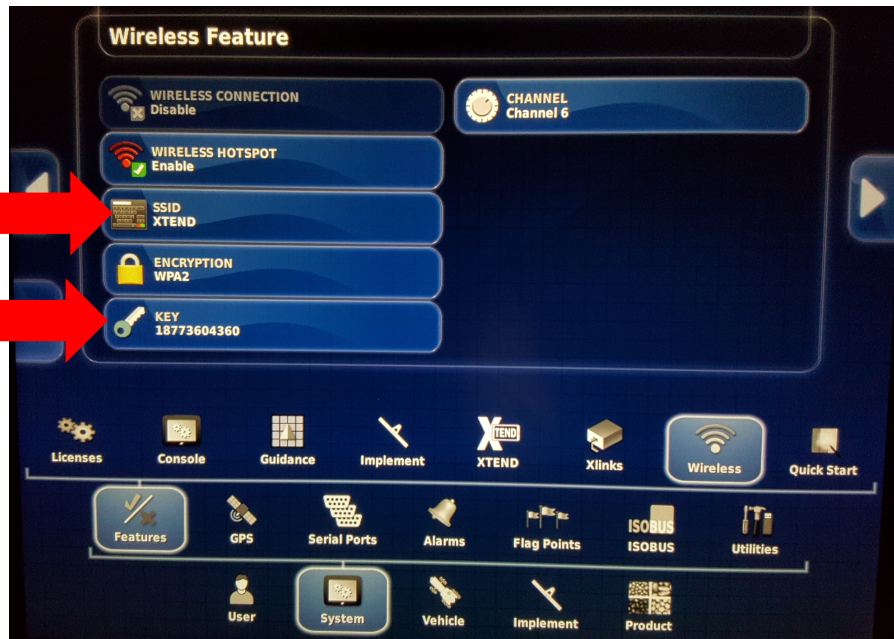 Wireless Feature
WIRELESS CONNECTION
Disable
CHANNEL
Channel 6
WIRELESS HOTSPOT
Enable
SSID
XTEND
ENCRYPTION
WPA2
KEY
18773604360
XTEND
Licenses
Console
Guidance
Implement
XTEND
Xlinks
Wireless
Quick Start
ISOBUS
Features
GPS
Serial Ports
Alarms
Flag Points
ISOBUS
Utilities
User
System
Vehicle
Implement
Product